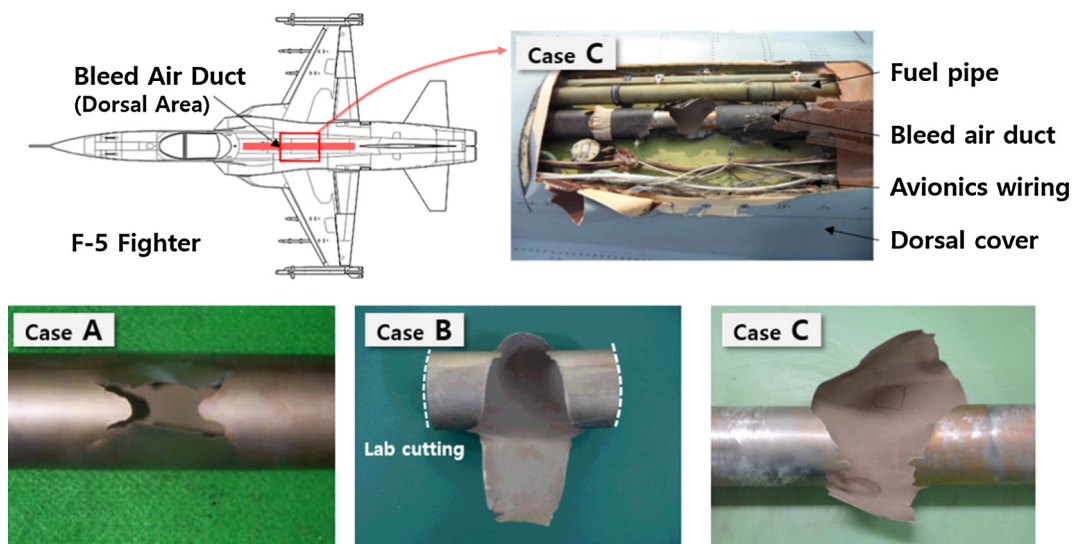 Bleed Air Duct
(Dorsal Area)
F-5 Fighter
Case C
Fuel pipe
Bleed air duct
Avionics wiring
Dorsal cover
Case A
Case B
Lab cutting
Case C